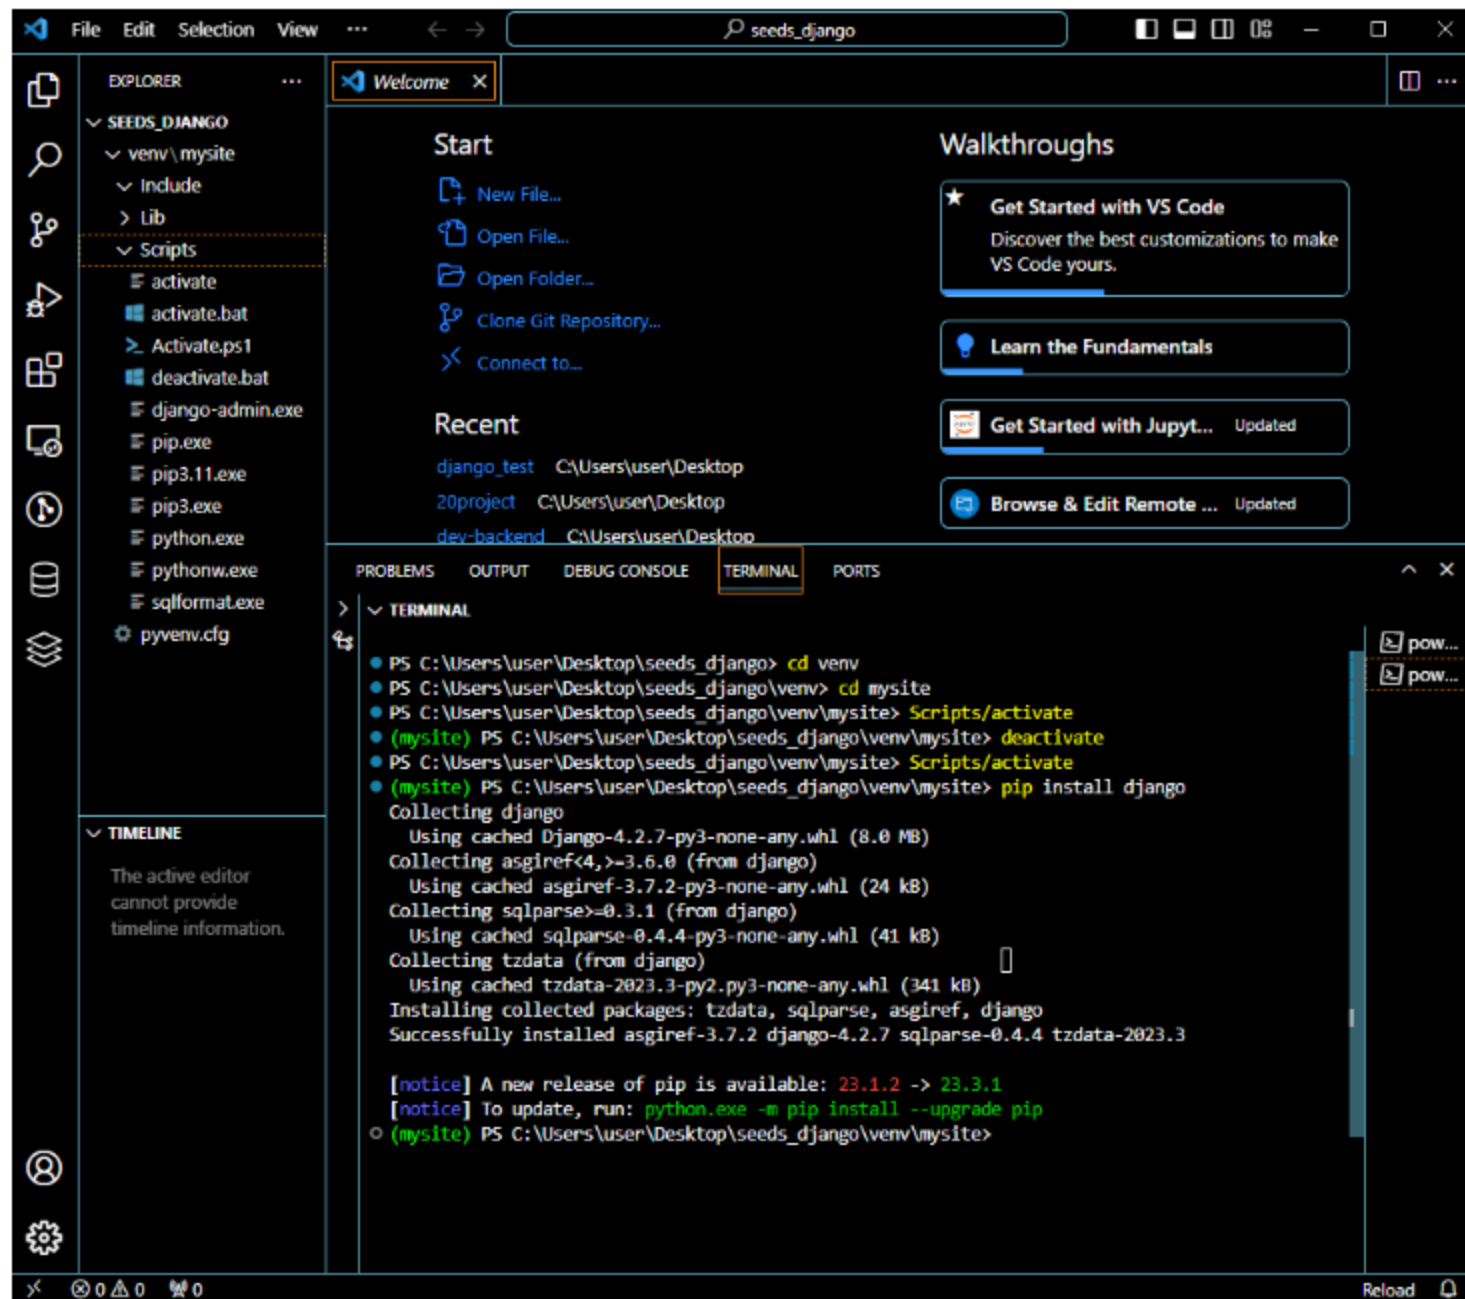 File Edit Selection View ··· seeds_django
EXPLORER ···
SEEDS_DJANGO
venv\mysite
Include
Lib
Scripts
activate
activate.bat
Activate.ps1
deactivate.bat
django-admin.exe
pip.exe
pip3.11.exe
pip3.exe
python.exe
pythonw.exe
sqlformat.exe
pyvenv.cfg
TIMELINE
The active editor
cannot provide
timeline information.
Welcome
Start
New File...
Open File...
Open Folder...
Clone Git Repository...
Connect to...
Recent
django_test C:\Users\user\Desktop
20project C:\Users\user\Desktop
dev-backend C:\Users\user\Desktop
Walkthroughs
Get Started with VS Code
Discover the best customizations to make
VS Code yours.
Learn the Fundamentals
Get Started with Jupyt... Updated
Browse & Edit Remote ... Updated
PROBLEMS OUTPUT DEBUG CONSOLE TERMINAL PORTS
TERMINAL
PS C:\Users\user\Desktop\seeds_django> cd venv
PS C:\Users\user\Desktop\seeds_django\venv> cd mysite
PS C:\Users\user\Desktop\seeds_django\venv\mysite> Scripts/activate
(mysite) PS C:\Users\user\Desktop\seeds_django\venv\mysite> deactivate
PS C:\Users\user\Desktop\seeds_django\venv\mysite> Scripts/activate
(mysite) PS C:\Users\user\Desktop\seeds_django\venv\mysite> pip install django
Collecting django
Using cached Django-4.2.7-py3-none-any.whl (8.0 MB)
Collecting asgiref<4,>=3.6.0 (from django)
Using cached asgiref-3.7.2-py3-none-any.whl (24 kB)
Collecting sqlparse>=0.3.1 (from django)
Using cached sqlparse-0.4.4-py3-none-any.whl (41 kB)
Collecting tzdata (from django)
Using cached tzdata-2023.3-py2.py3-none-any.whl (341 kB)
Installing collected packages: tzdata, sqlparse, asgiref, django
Successfully installed asgiref-3.7.2 django-4.2.7 sqlparse-0.4.4 tzdata-2023.3
[notice] A new release of pip is available: 23.1.2 -> 23.3.1
[notice] To update, run: python.exe -m pip install --upgrade pip
(mysite) PS C:\Users\user\Desktop\seeds_django\venv\mysite>
pow...
pow...
0 0 0 Reload